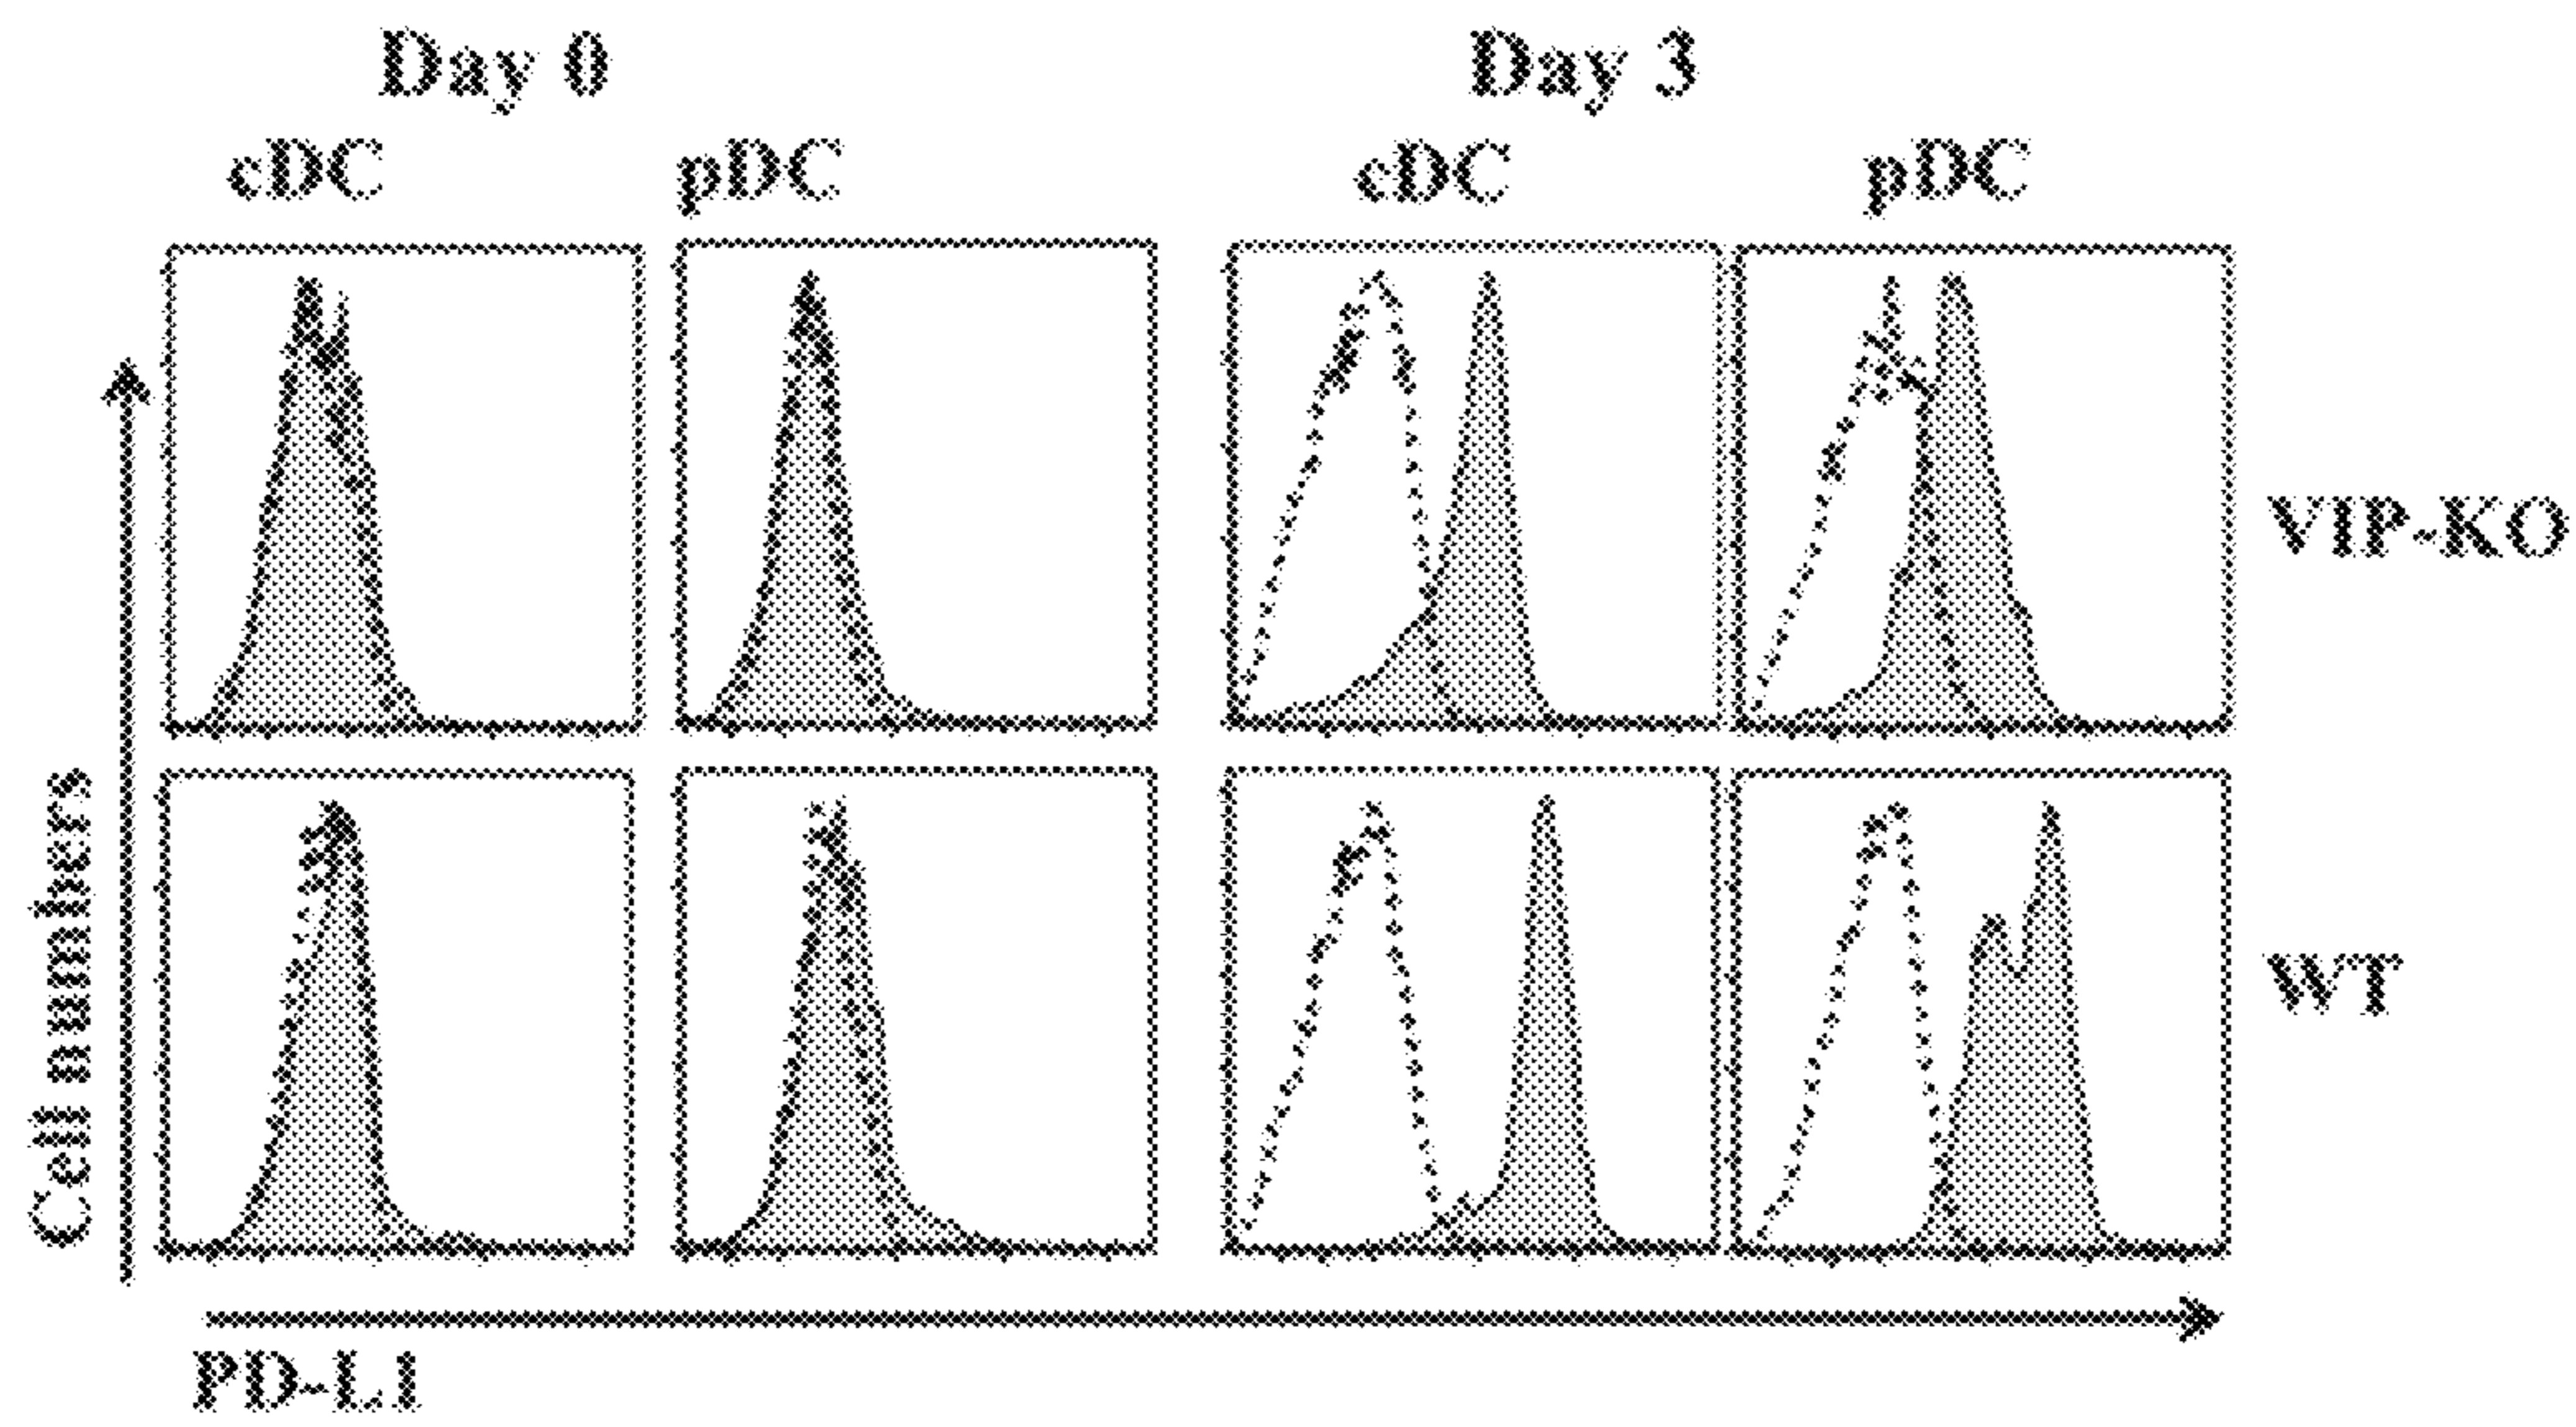 Day 0
Day 3
cDC
pDC
cDC
pDC
VIP-KO
WT
Cell numbers
PD-L1